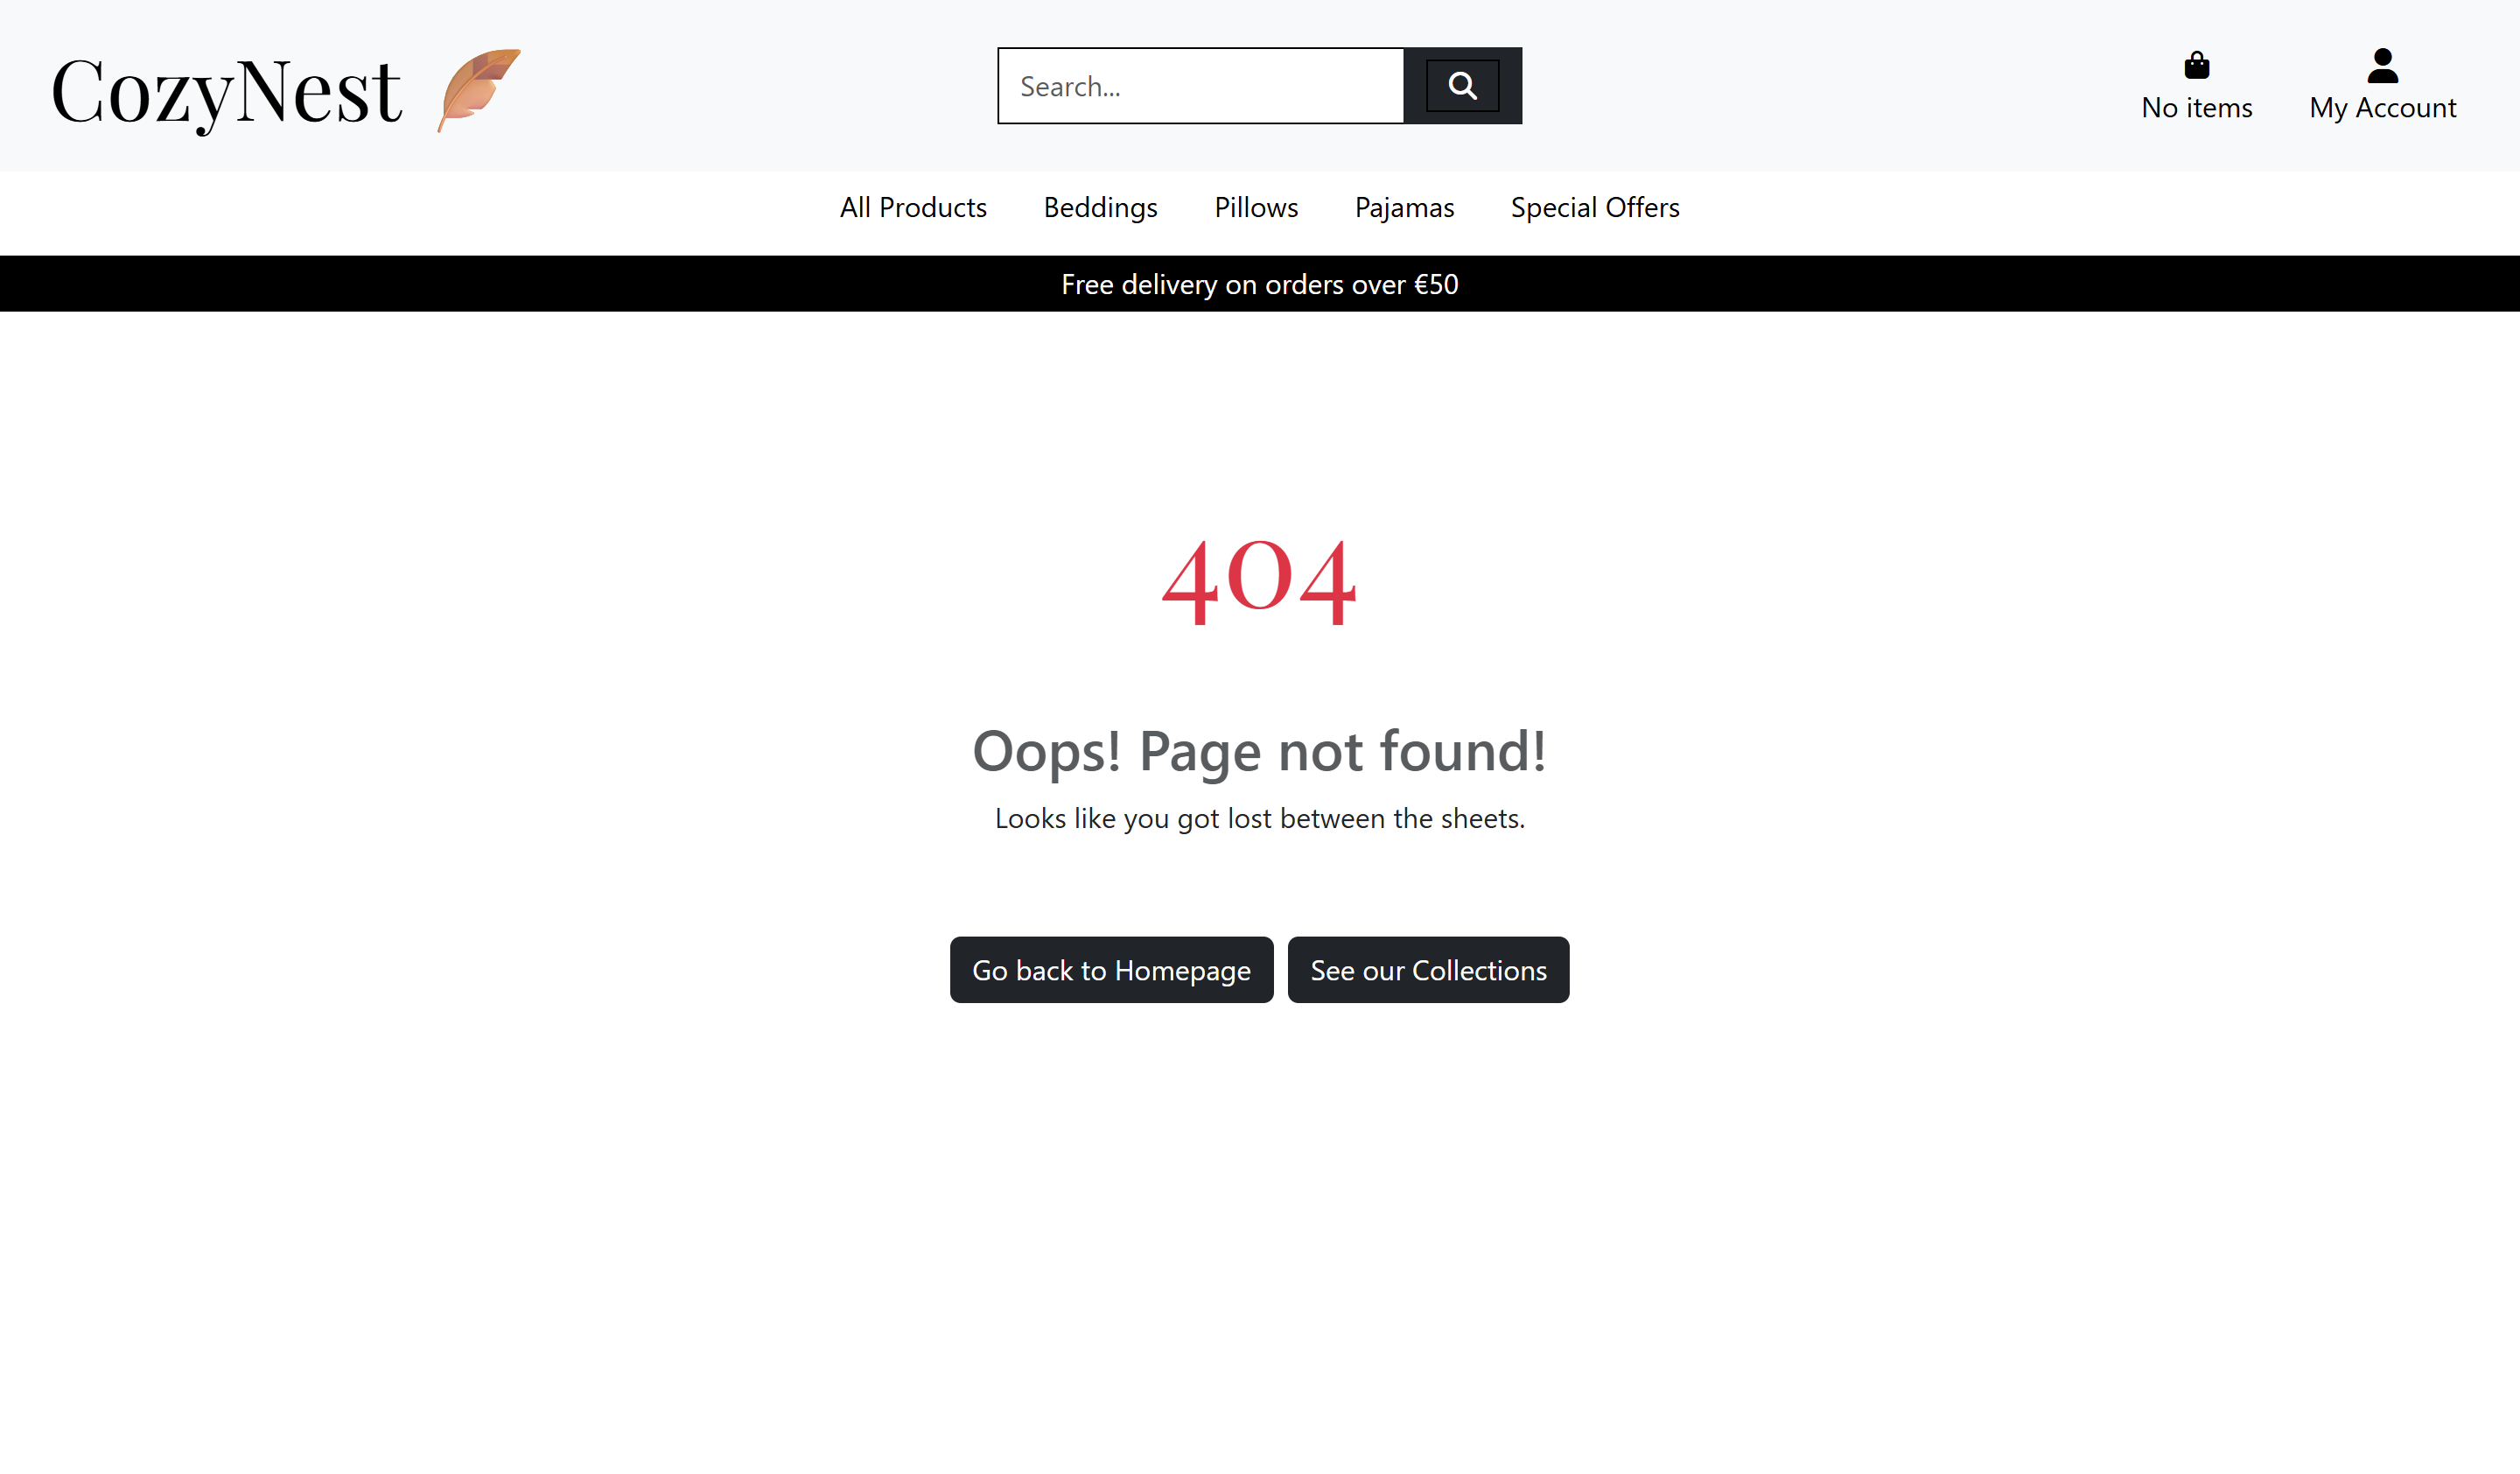 CozyNest
Search...
No items
My Account
All Products Beddings Pillows Pajamas Special Offers
Free delivery on orders over €50
404
Oops! Page not found!
Looks like you got lost between the sheets.
Go back to Homepage See our Collections